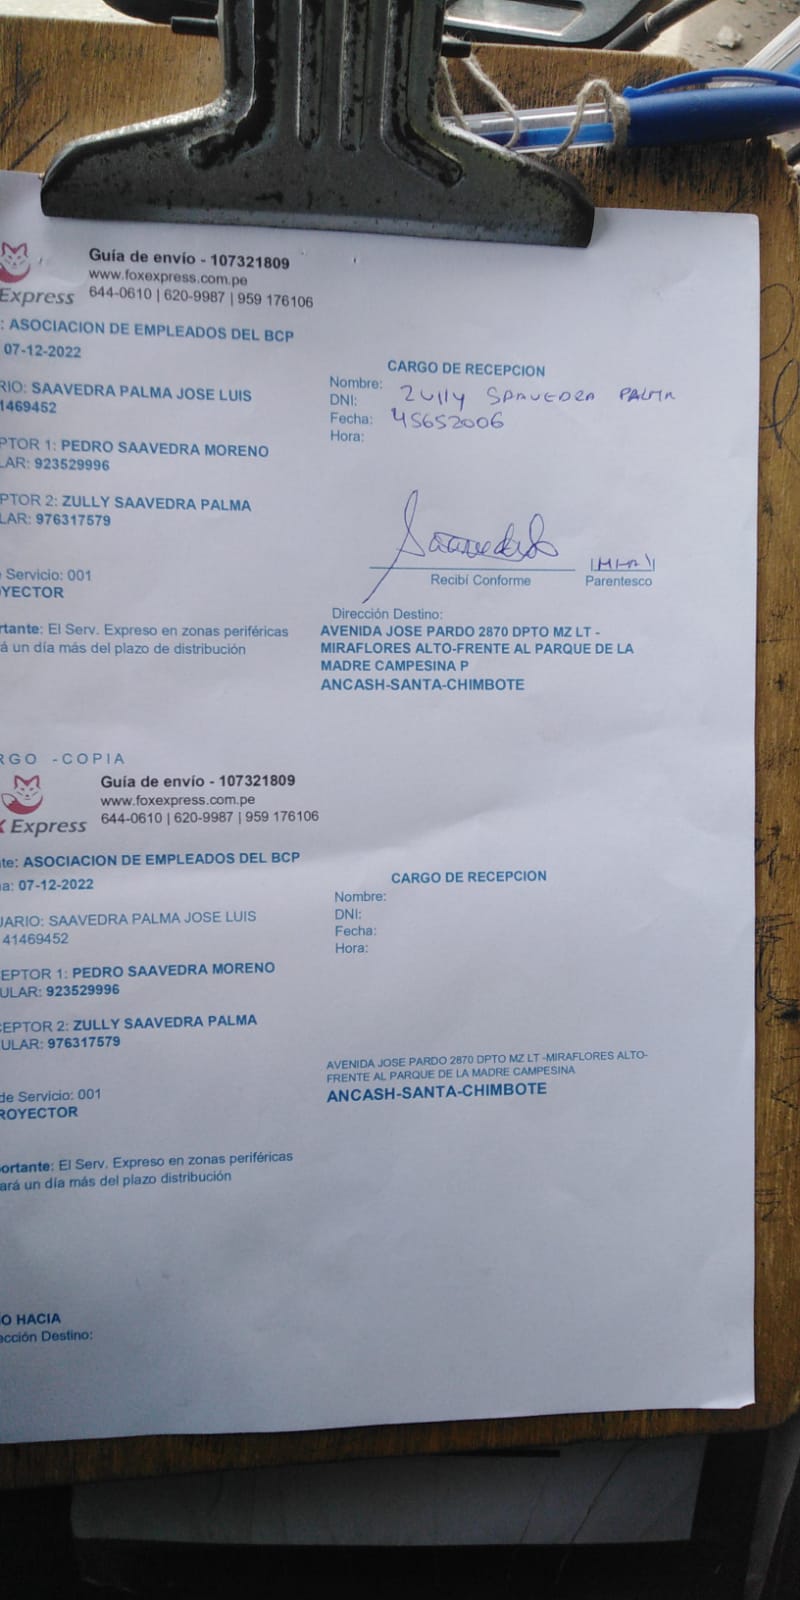 Guía de envío - 107321809
www.foxexpress.com.pe
Express 644-0610 | 620-9987 | 959 176106
: ASOCIACION DE EMPLEADOS DEL BCP
07-12-2022
RIO: SAAVEDRA PALMA JOSE LUIS
1469452
PTOR 1: PEDRO SAAVEDRA MORENO
LAR: 923529996
PTOR 2: ZULLY SAAVEDRA PALMA
LAR: 976317579
Servicio: 001
YECTOR
rtante: El Serv. Expreso en zonas periféricas
á un día más del plazo de distribución
CARGO DE RECEPCION
Nombre: ZUlly SAAVEDRA PALMA
DNI: 45652006
Fecha:
Hora:
Saavedra
Recibí Conforme
Parentesco
Dirección Destino:
AVENIDA JOSE PARDO 2870 DPTO MZ LT -
MIRAFLORES ALTO-FRENTE AL PARQUE DE LA
MADRE CAMPESINA P
ANCASH-SANTA-CHIMBOTE
RGO -COPIA
Guía de envío - 107321809
www.foxexpress.com.pe
Express 644-0610 | 620-9987 | 959 176106
te: ASOCIACION DE EMPLEADOS DEL BCP
a: 07-12-2022
UARIO: SAAVEDRA PALMA JOSE LUIS
41469452
CEPTOR 1: PEDRO SAAVEDRA MORENO
ULAR: 923529996
CEPTOR 2: ZULLY SAAVEDRA PALMA
ULAR: 976317579
de Servicio: 001
ROYECTOR
portante: El Serv. Expreso en zonas periféricas
ará un día más del plazo distribución
CARGO DE RECEPCION
Nombre:
DNI:
Fecha:
Hora:
AVENIDA JOSE PARDO 2870 DPTO MZ LT -MIRAFLORES ALTO-
FRENTE AL PARQUE DE LA MADRE CAMPESINA
ANCASH-SANTA-CHIMBOTE
O HACIA
ección Destino: